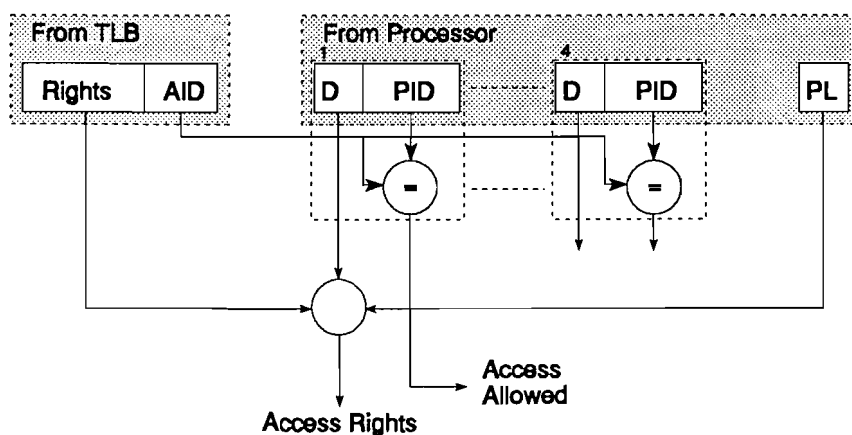 From TLB
From Processor
1
4
Rights AID
D PID
D PID
PL
=
=
Access
Allowed
Access Rights